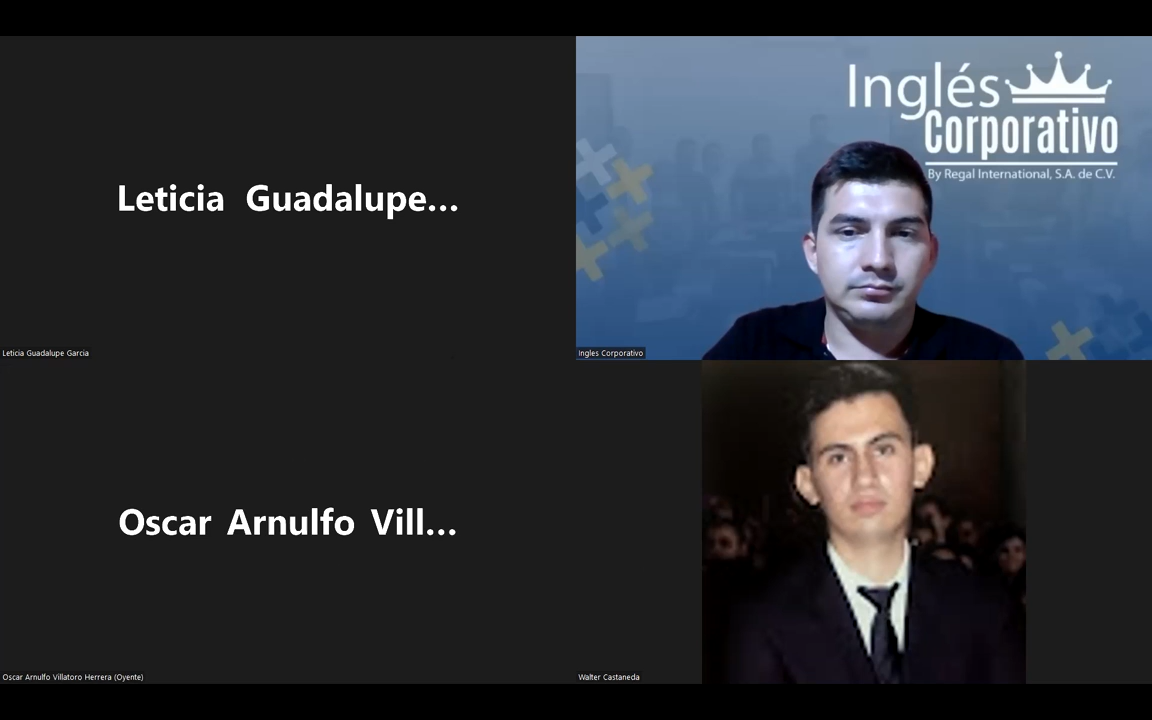 Leticia Guadalupe...
Leticia Guadalupe Garcia
Inglés
Corporativo
By Regal International, S.A. de C.V.
Ingles Corporativo
Oscar Arnulfo Vill...
Oscar Arnulfo Villatoro Herrera (Oyente)
Walter Castaneda